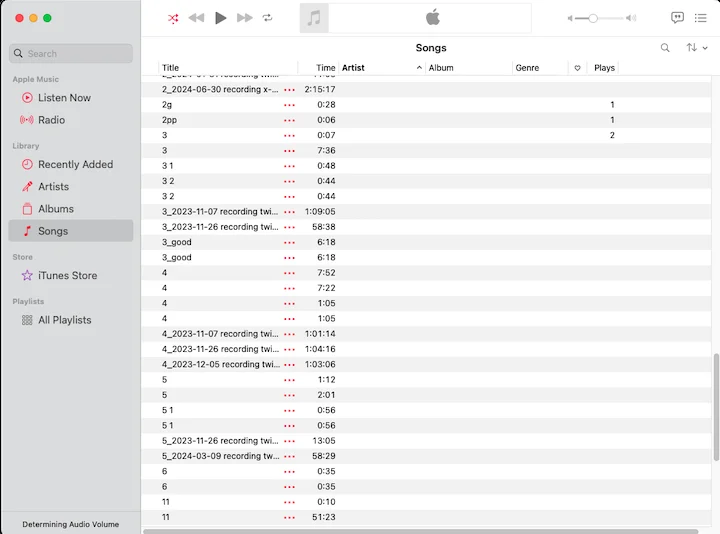 Search
Apple Music
Listen Now
Radio
Library
Recently Added
Artists
Albums
Songs
Store
iTunes Store
Playlists
All Playlists
Determining Audio Volume
Songs
Title Time Artist Album Genre Plays
2_2024-06-30 recording x-... ••• 2:15:17
2g ••• 0:28 1
2pp ••• 0:06 1
3 ••• 0:07 2
3 ••• 7:36
3 1 ••• 0:48
3 2 ••• 0:44
3 2 ••• 0:44
3_2023-11-07 recording twi... ••• 1:09:05
3_2023-11-26 recording twi... ••• 58:38
3_good ••• 6:18
3_good ••• 6:18
4 ••• 7:52
4 ••• 7:22
4 ••• 1:05
4 ••• 1:05
4_2023-11-07 recording twi... ••• 1:01:14
4_2023-11-26 recording twi... ••• 1:04:16
4_2023-12-05 recording twi... ••• 1:03:06
5 ••• 1:12
5 ••• 2:01
5 1 ••• 0:56
5 1 ••• 0:56
5_2023-11-26 recording twi... ••• 13:05
5_2024-03-09 recording tw... ••• 58:29
6 ••• 0:35
6 ••• 0:35
11 ••• 0:10
11 ••• 51:23